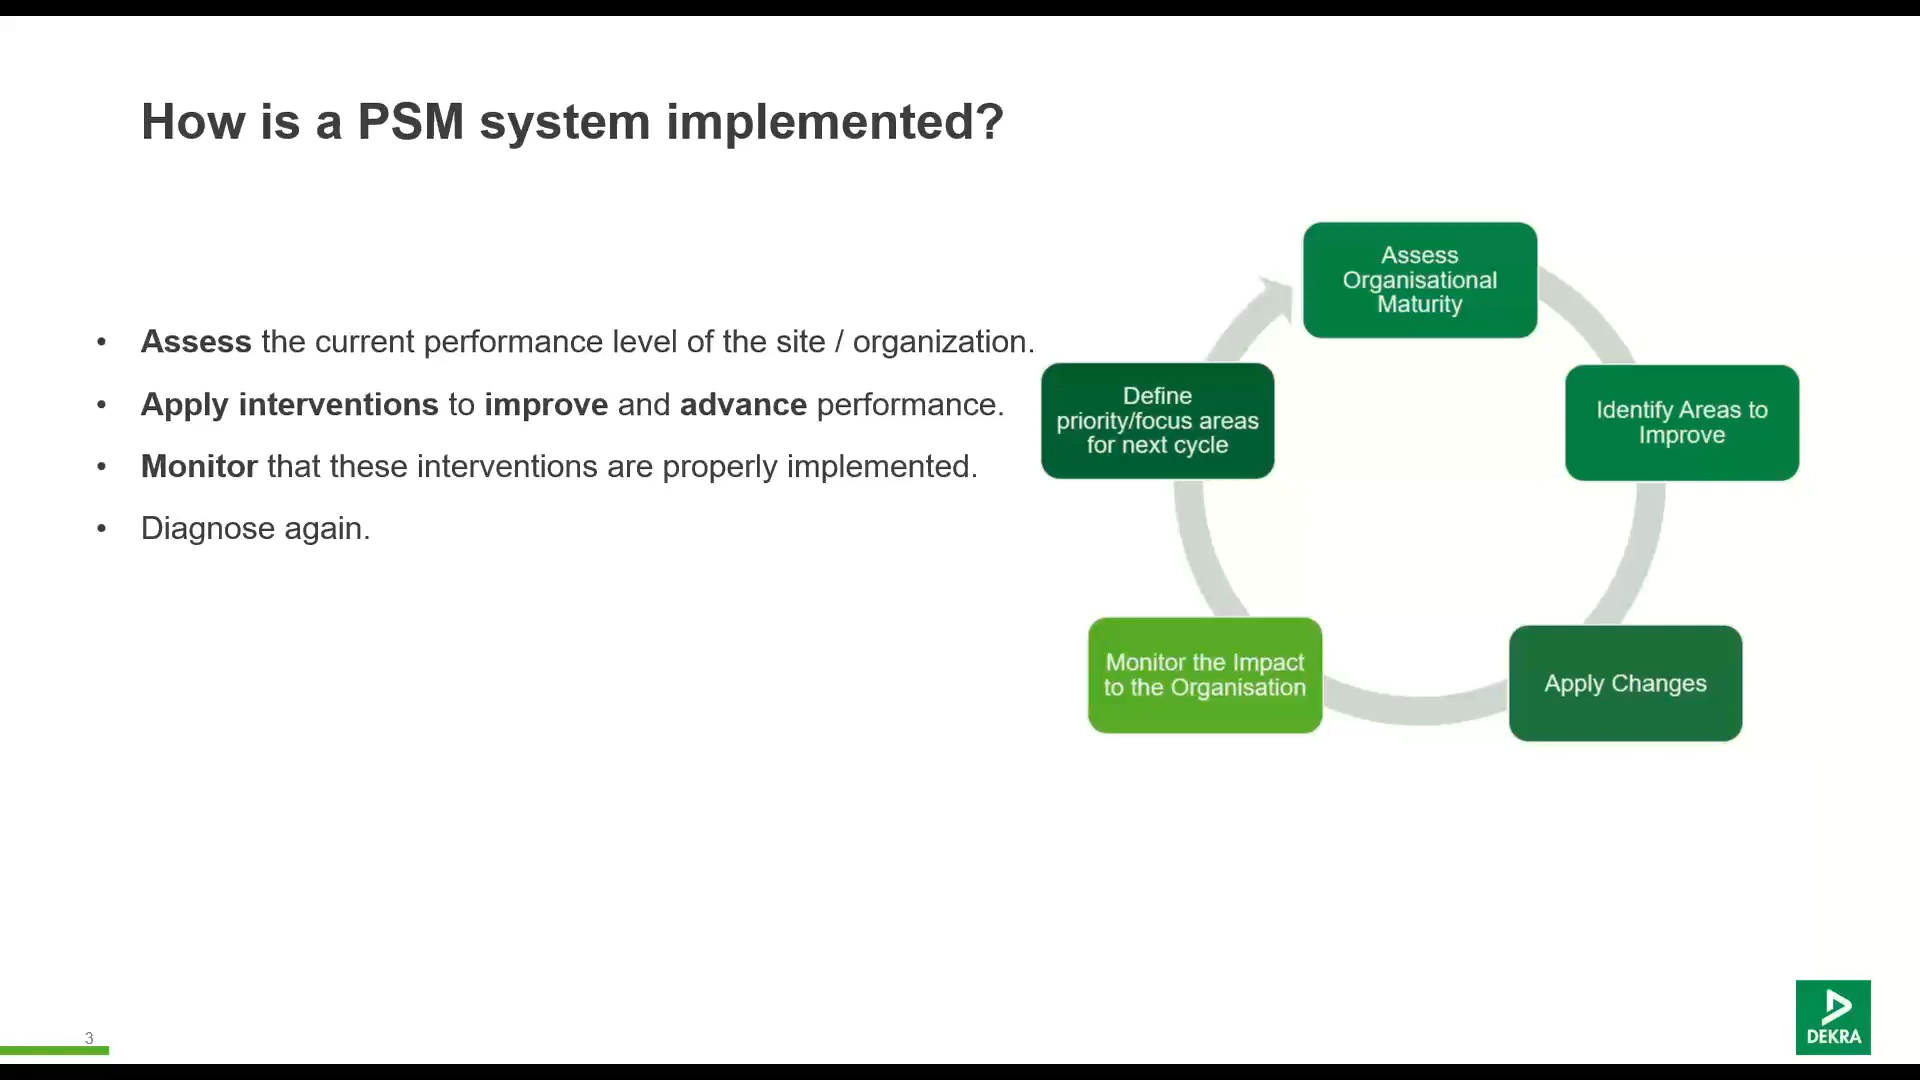 How is a PSM system implemented?
• Assess the current performance level of the site / organization.
• Apply interventions to improve and advance performance.
• Monitor that these interventions are properly implemented.
• Diagnose again.
Assess
Organisational
Maturity
Identify Areas to
Improve
Apply Changes
Monitor the Impact
to the Organisation
Define
priority/focus areas
for next cycle
3
DEKRA